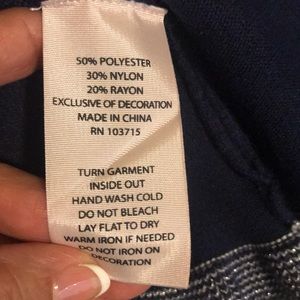 50% POLYESTER
30% NYLON
20% RAYON
EXCLUSIVE OF DECORATION
MADE IN CHINA
RN 103715
TURN GARMENT
INSIDE OUT
HAND WASH COLD
DO NOT BLEACH
LAY FLAT TO DRY
WARM IRON IF NEEDED
DO NOT IRON ON
DECORATION